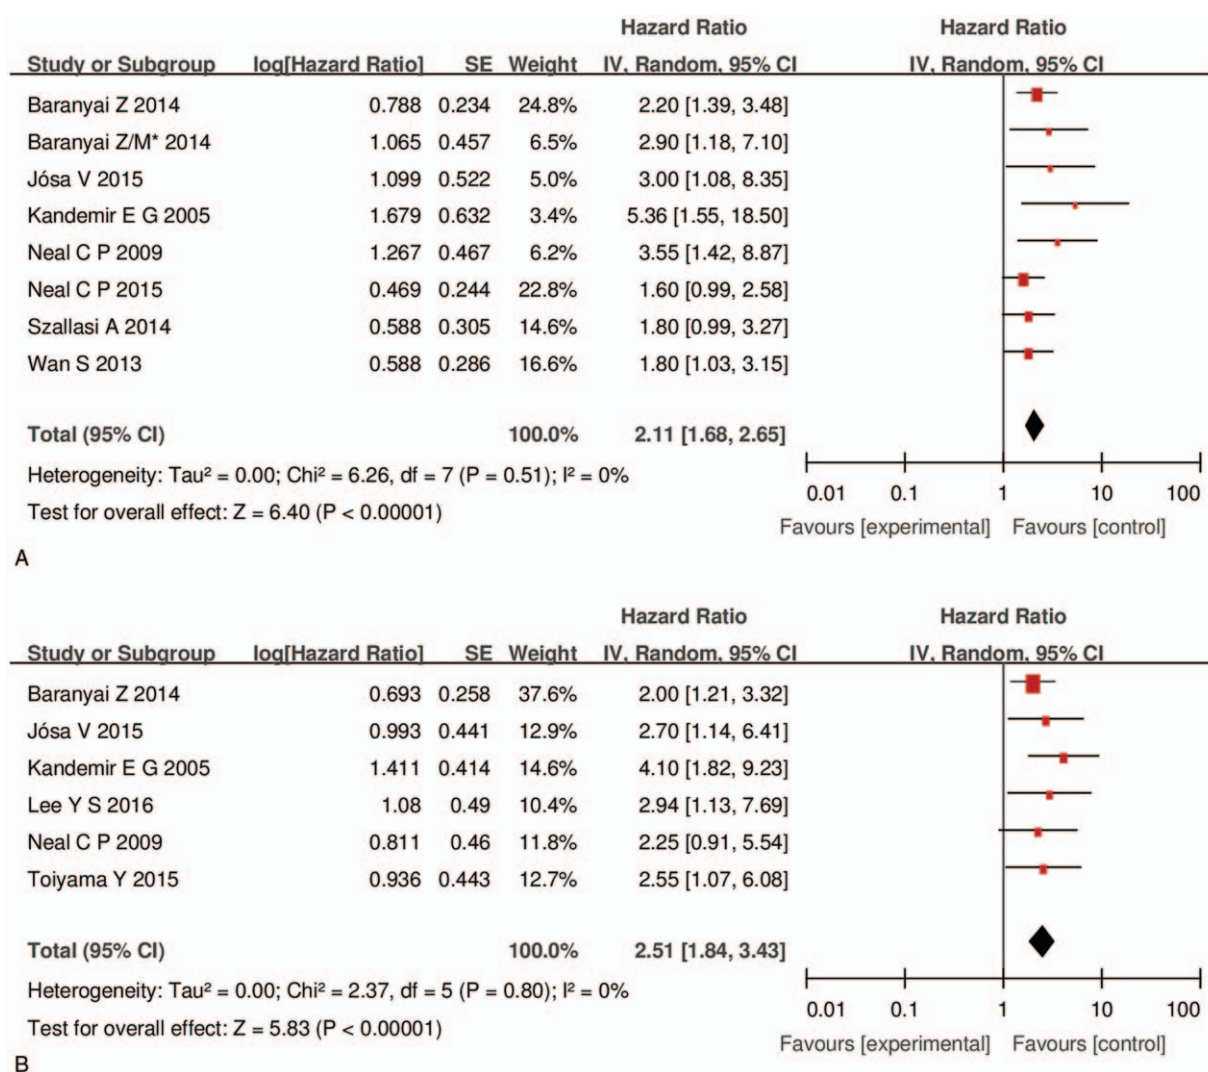 Hazard Ratio Hazard Ratio
Study or Subgroup log[Hazard Ratio] SE Weight IV, Random, 95% CI IV, Random, 95% CI
Baranyai Z 2014 0.788 0.234 24.8% 2.20 [1.39, 3.48]
Baranyai Z/M* 2014 1.065 0.457 6.5% 2.90 [1.18, 7.10]
Jósa V 2015 1.099 0.522 5.0% 3.00 [1.08, 8.35]
Kandemir E G 2005 1.679 0.632 3.4% 5.36 [1.55, 18.50]
Neal C P 2009 1.267 0.467 6.2% 3.55 [1.42, 8.87]
Neal C P 2015 0.469 0.244 22.8% 1.60 [0.99, 2.58]
Szallasi A 2014 0.588 0.305 14.6% 1.80 [0.99, 3.27]
Wan S 2013 0.588 0.286 16.6% 1.80 [1.03, 3.15]
Total (95% CI) 100.0% 2.11 [1.68, 2.65]
Heterogeneity: Tau² = 0.00; Chi² = 6.26, df = 7 (P = 0.51); I² = 0%
Test for overall effect: Z = 6.40 (P < 0.00001)
0.01 0.1 1 10 100
Favours [experimental] Favours [control]
A
Hazard Ratio Hazard Ratio
Study or Subgroup log[Hazard Ratio] SE Weight IV, Random, 95% CI IV, Random, 95% CI
Baranyai Z 2014 0.693 0.258 37.6% 2.00 [1.21, 3.32]
Jósa V 2015 0.993 0.441 12.9% 2.70 [1.14, 6.41]
Kandemir E G 2005 1.411 0.414 14.6% 4.10 [1.82, 9.23]
Lee Y S 2016 1.08 0.49 10.4% 2.94 [1.13, 7.69]
Neal C P 2009 0.811 0.46 11.8% 2.25 [0.91, 5.54]
Toiyama Y 2015 0.936 0.443 12.7% 2.55 [1.07, 6.08]
Total (95% CI) 100.0% 2.51 [1.84, 3.43]
Heterogeneity: Tau² = 0.00; Chi² = 2.37, df = 5 (P = 0.80); I² = 0%
Test for overall effect: Z = 5.83 (P < 0.00001)
0.01 0.1 1 10 100
Favours [experimental] Favours [control]
B